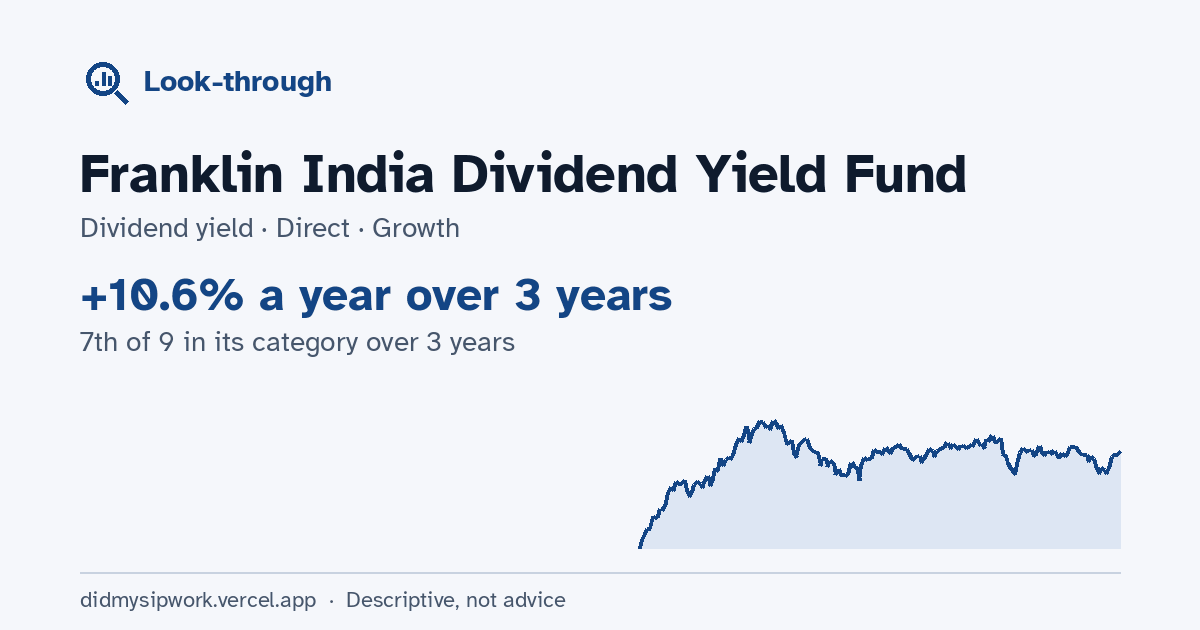 Look-through
Franklin India Dividend Yield Fund
Dividend yield · Direct · Growth
+10.6% a year over 3 years
7th of 9 in its category over 3 years
didmysipwork.vercel.app · Descriptive, not advice